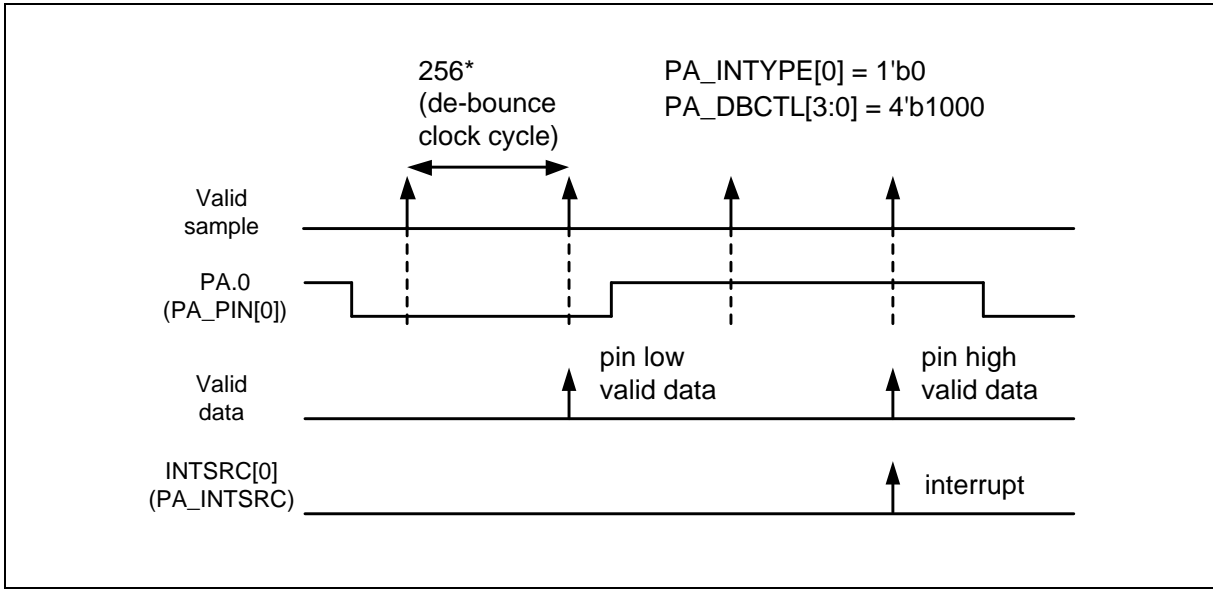 256*
(de-bounce
clock cycle)
PA_INTYPE[0] = 1'b0
PA_DBCTL[3:0] = 4'b1000
Valid
sample
PA.0
(PA_PIN[0])
pin low
valid data
pin high
valid data
Valid
data
INTSRC[0]
(PA_INTSRC)
interrupt